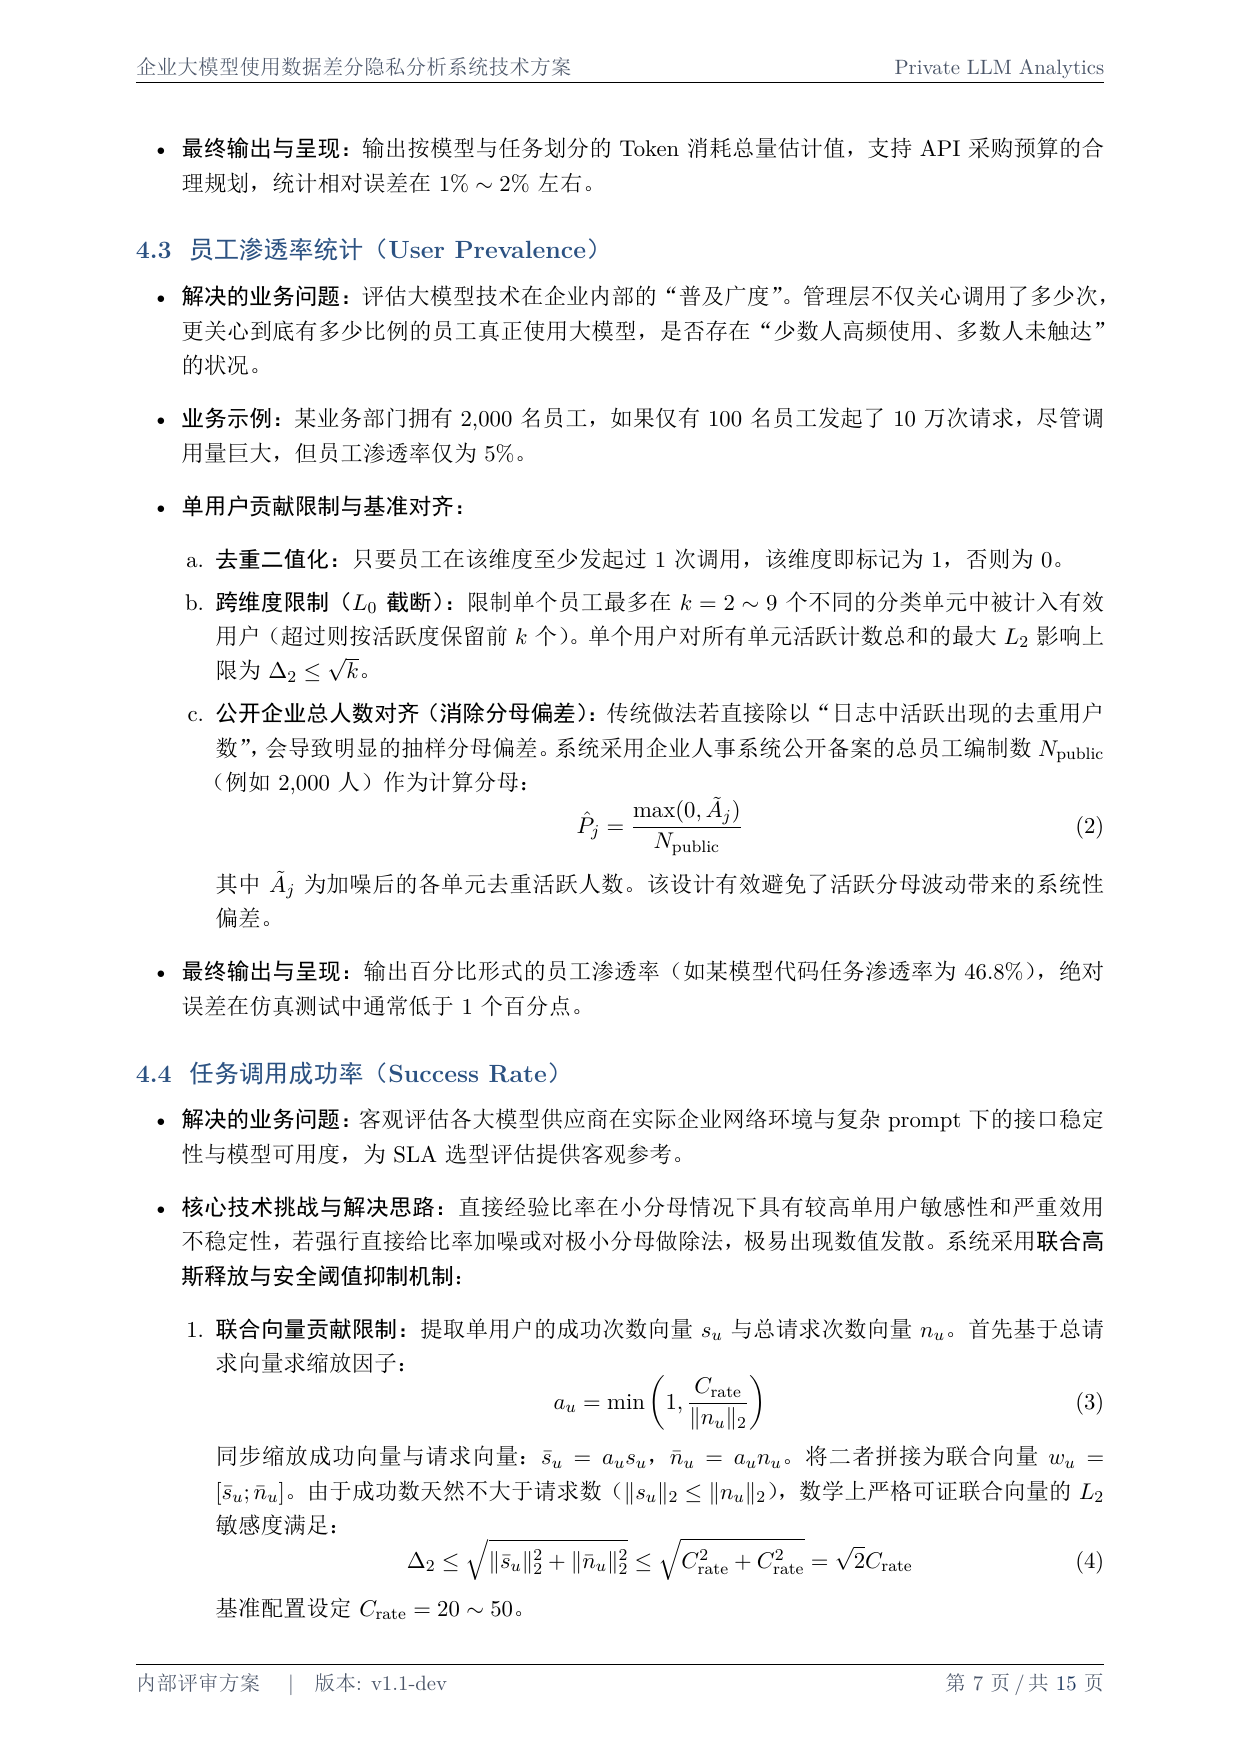 企业大模型使用数据差分隐私分析系统技术方案 Private LLM Analytics
• 最终输出与呈现：输出按模型与任务划分的 Token 消耗总量估计值，支持 API 采购预算的合
理规划，统计相对误差在 1% ∼ 2% 左右。
4.3 员工渗透率统计（User Prevalence）
• 解决的业务问题：评估大模型技术在企业内部的“普及广度”。管理层不仅关心调用了多少次，
更关心到底有多少比例的员工真正使用大模型，是否存在“少数人高频使用、多数人未触达”
的状况。
• 业务示例：某业务部门拥有 2,000 名员工，如果仅有 100 名员工发起了 10 万次请求，尽管调
用量巨大，但员工渗透率仅为 5%。
• 单用户贡献限制与基准对齐：
a. 去重二值化：只要员工在该维度至少发起过 1 次调用，该维度即标记为 1，否则为 0。
b. 跨维度限制（L₀ 截断）：限制单个员工最多在 k = 2 ∼ 9 个不同的分类单元中被计入有效
用户（超过则按活跃度保留前 k 个）。单个用户对所有单元活跃计数总和的最大 L₂ 影响上
限为 Δ₂ ≤ √k。
c. 公开企业总人数对齐（消除分母偏差）：传统做法若直接除以“日志中活跃出现的去重用户
数”，会导致明显的抽样分母偏差。系统采用企业人事系统公开备案的总员工编制数 N_public
（例如 2,000 人）作为计算分母：
P̂_j = max(0, Ã_j) / N_public (2)
其中 Ã_j 为加噪后的各单元去重活跃人数。该设计有效避免了活跃分母波动带来的系统性
偏差。
• 最终输出与呈现：输出百分比形式的员工渗透率（如某模型代码任务渗透率为 46.8%），绝对
误差在仿真测试中通常低于 1 个百分点。
4.4 任务调用成功率（Success Rate）
• 解决的业务问题：客观评估各大模型供应商在实际企业网络环境与复杂 prompt 下的接口稳定
性与模型可用度，为 SLA 选型评估提供客观参考。
• 核心技术挑战与解决思路：直接经验比率在小分母情况下具有较高单用户敏感性和严重效用
不稳定性，若强行直接给比率加噪或对极小分母做除法，极易出现数值发散。系统采用联合高
斯释放与安全阈值抑制机制：
1. 联合向量贡献限制：提取单用户的成功次数向量 s_u 与总请求次数向量 n_u。首先基于总请
求向量求缩放因子：
a_u = min(1, C_rate / ‖n_u‖₂) (3)
同步缩放成功向量与请求向量：s̄_u = a_u s_u，n̄_u = a_u n_u。将二者拼接为联合向量 w_u =
[s̄_u; n̄_u]。由于成功数天然不大于请求数（‖s_u‖₂ ≤ ‖n_u‖₂），数学上严格可证联合向量的 L₂
敏感度满足：
Δ₂ ≤ √(‖s̄_u‖₂² + ‖n̄_u‖₂²) ≤ √(C²_rate + C²_rate) = √2C_rate (4)
基准配置设定 C_rate = 20 ∼ 50。
内部评审方案 | 版本: v1.1-dev 第 7 页 / 共 15 页